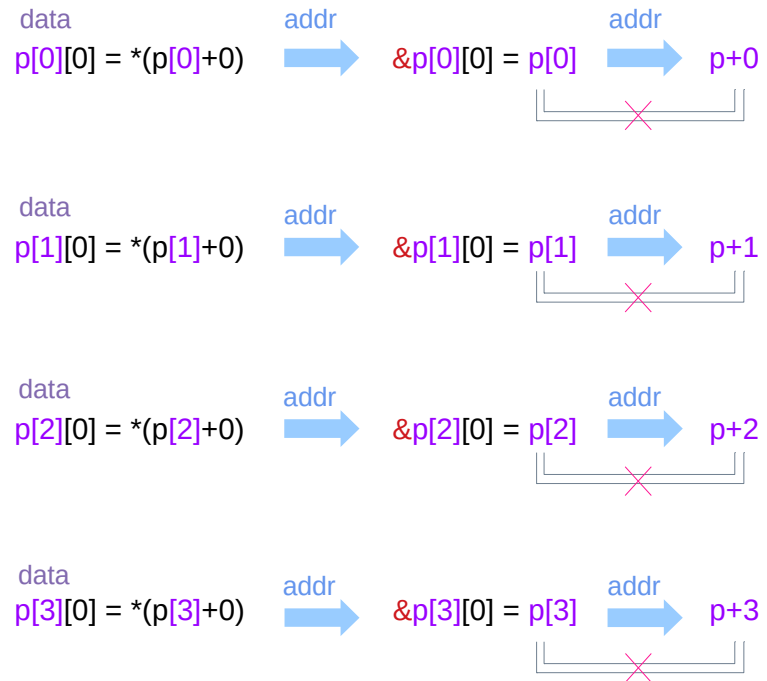 data addr addr
p[0][0] = *(p[0]+0) &p[0][0] = p[0] p+0
data addr addr
p[1][0] = *(p[1]+0) &p[1][0] = p[1] p+1
data addr addr
p[2][0] = *(p[2]+0) &p[2][0] = p[2] p+2
data addr addr
p[3][0] = *(p[3]+0) &p[3][0] = p[3] p+3